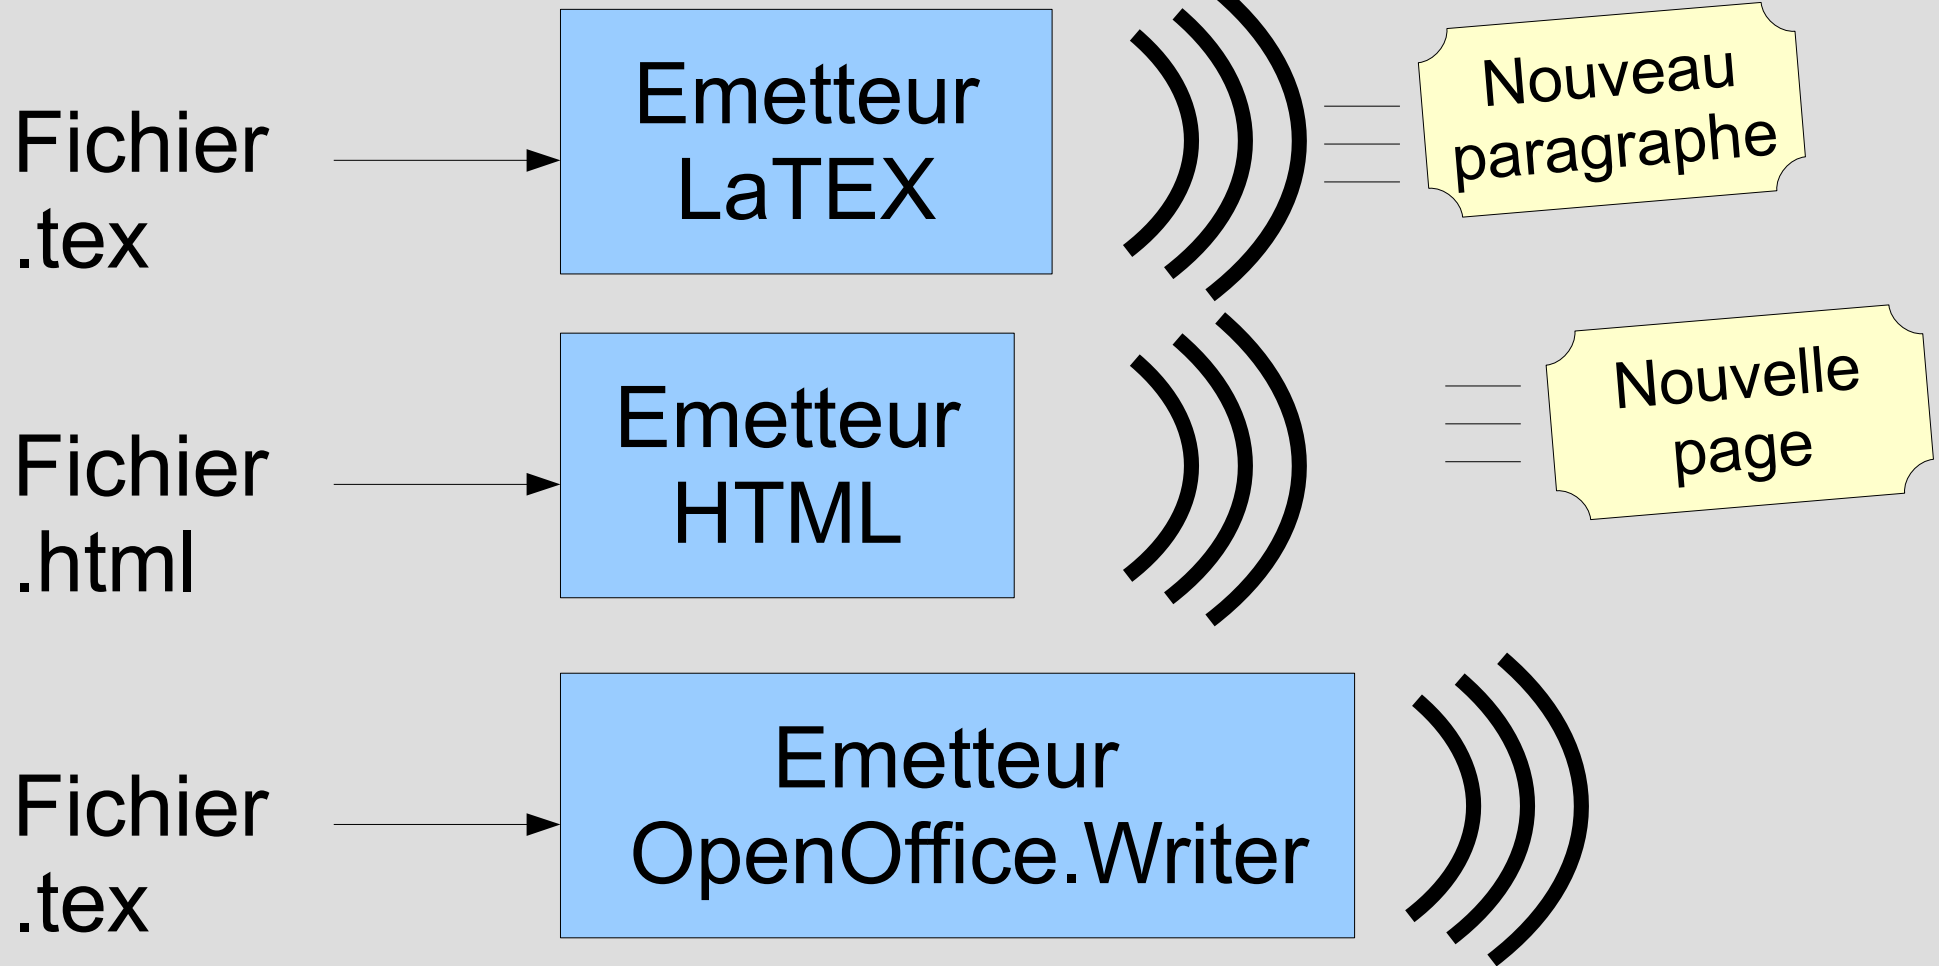 Fichier
.tex
Emetteur
LaTEX
Nouveau
paragraphe
Fichier
.html
Emetteur
HTML
Nouvelle
page
Fichier
.tex
Emetteur
OpenOffice.Writer